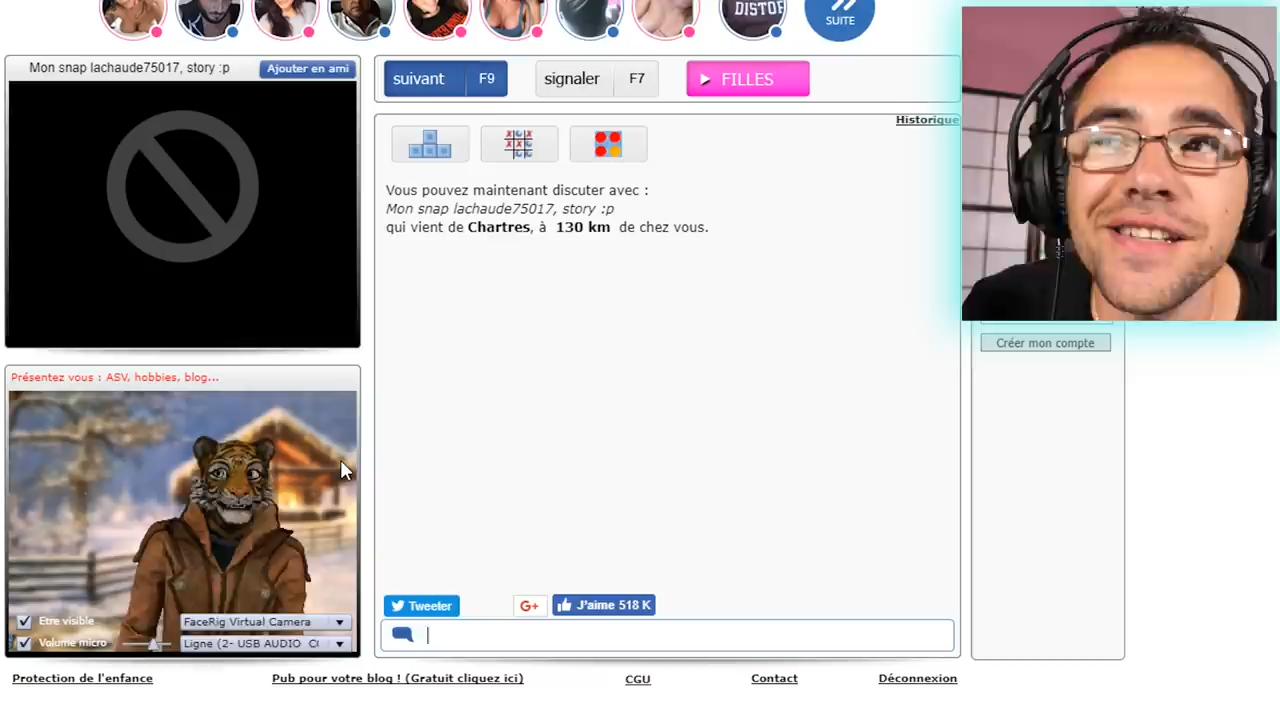 SUITE
DISTOR
Mon snap lachaude75017, story :p
Ajouter en ami
suivant F9
signaler F7
FILLES
Historique
Vous pouvez maintenant discuter avec :
Mon snap lachaude75017, story :p
qui vient de Chartres, à 130 km de chez vous.
Créer mon compte
Présentez vous : ASV, hobbies, blog...
Etre visible
FaceRig Virtual Camera
Volume micro
Ligne (2- USB AUDIO CO
Tweeter
G+
J'aime 518 K
Protection de l'enfance
Pub pour votre blog ! (Gratuit cliquez ici)
CGU
Contact
Déconnexion